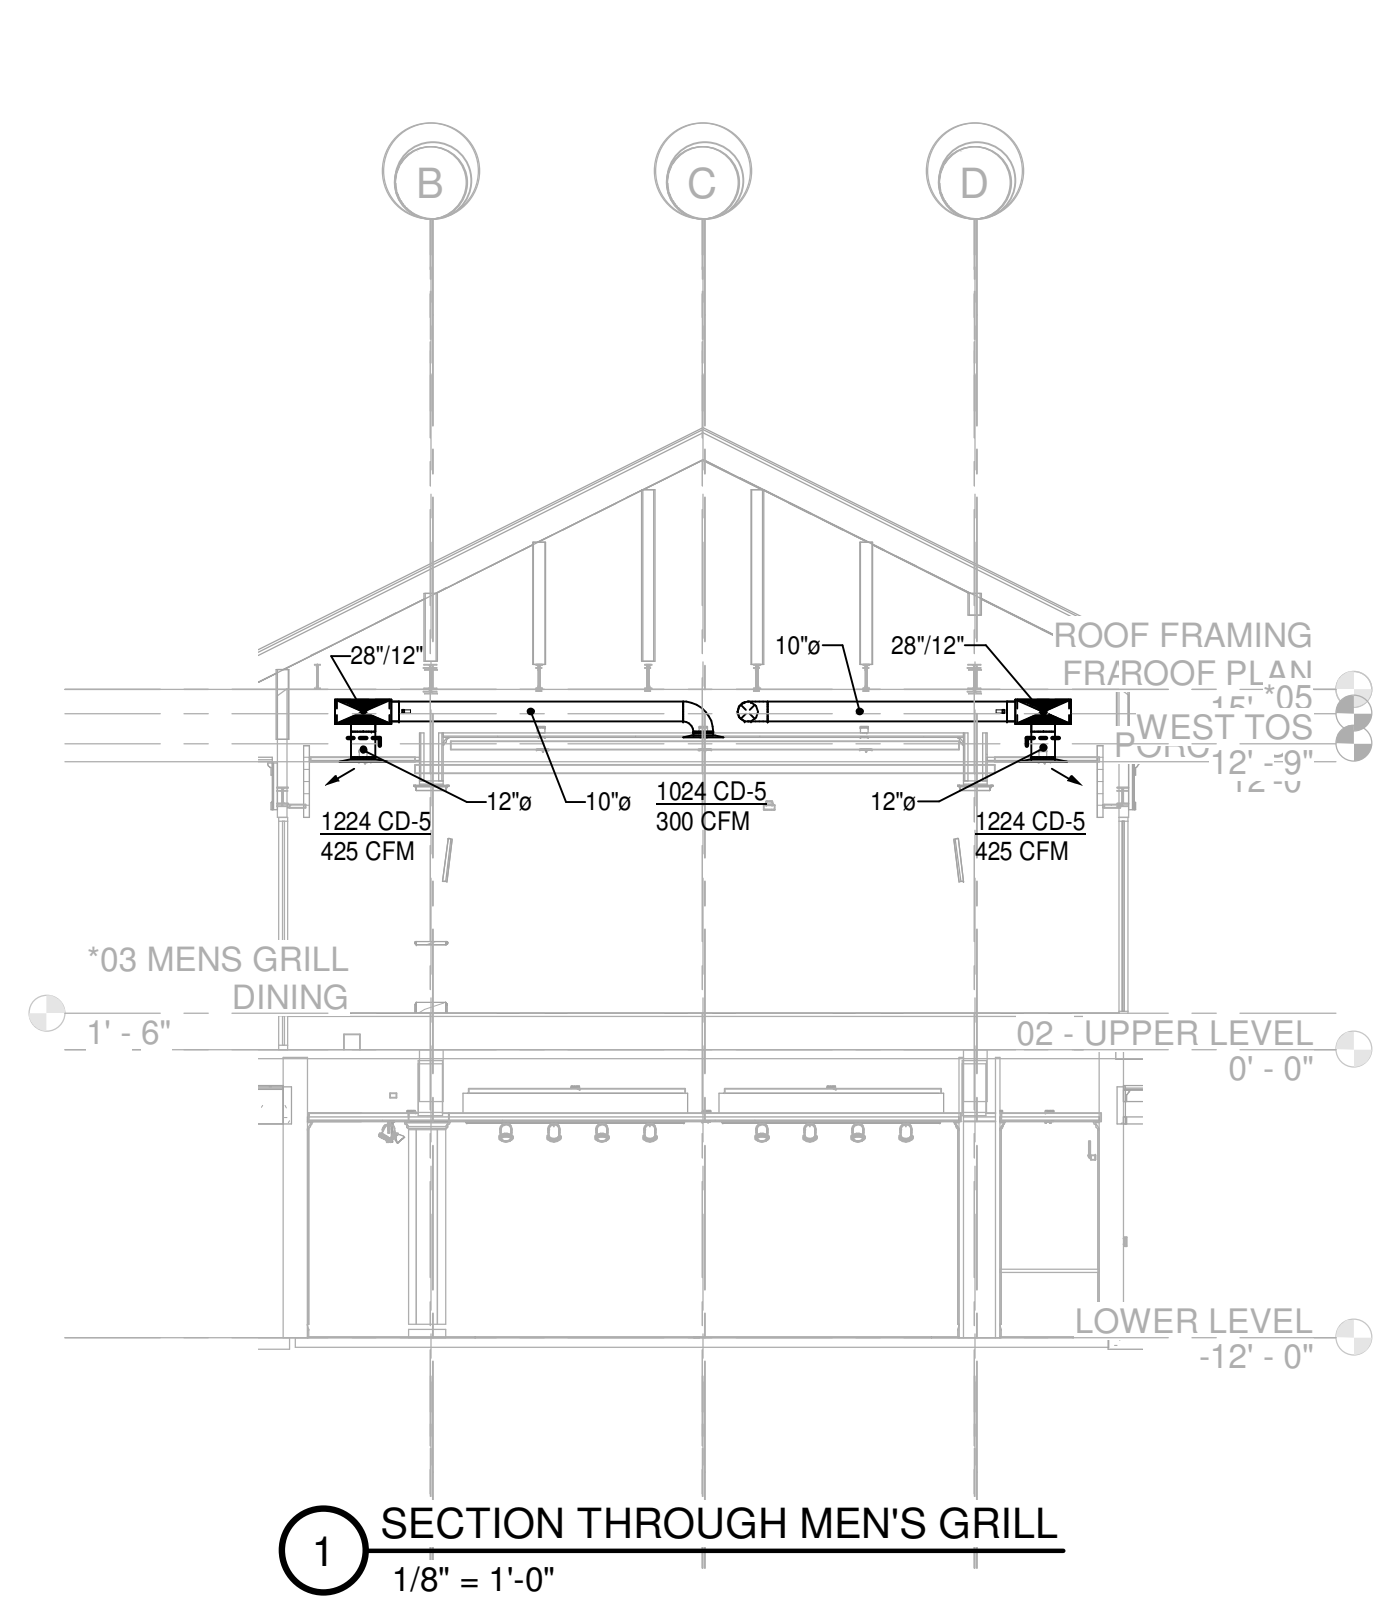 B
C
D
ROOF FRAMING
ROOF PLAN
*05
WEST TOS
12' - 9"
28"/12"
10"ø
28"/12"
12"ø
10"ø
1024 CD-5
300 CFM
12"ø
1224 CD-5
425 CFM
1224 CD-5
425 CFM
*03 MENS GRILL
DINING
1' - 6"
02 - UPPER LEVEL
0' - 0"
LOWER LEVEL
-12' - 0"
1
SECTION THROUGH MEN'S GRILL
1/8" = 1'-0"